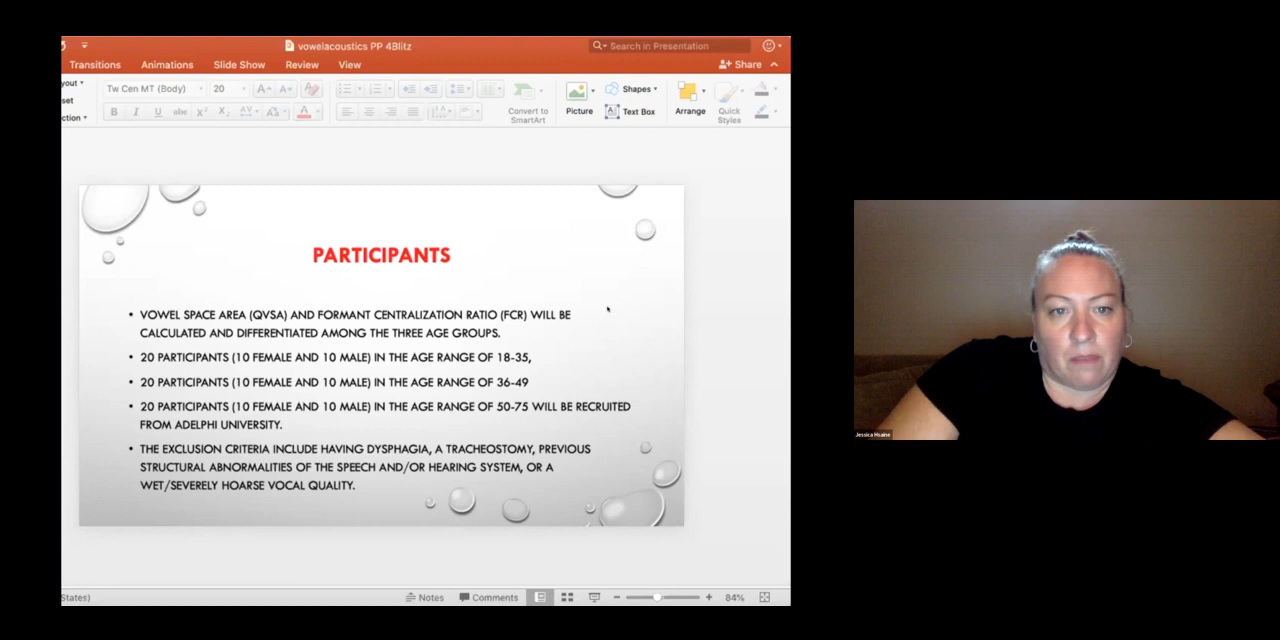 vowelacoustics PP 4Blitz
Search in Presentation
Transitions Animations Slide Show Review View
Share
yout
Tw Cen MT (Body) 20
set
ction
Convert to
SmartArt
Picture
Shapes
Text Box
Arrange
Quick
Styles
PARTICIPANTS
• VOWEL SPACE AREA (QVSA) AND FORMANT CENTRALIZATION RATIO (FCR) WILL BE
CALCULATED AND DIFFERENTIATED AMONG THE THREE AGE GROUPS.
• 20 PARTICIPANTS (10 FEMALE AND 10 MALE) IN THE AGE RANGE OF 18-35,
• 20 PARTICIPANTS (10 FEMALE AND 10 MALE) IN THE AGE RANGE OF 36-49
• 20 PARTICIPANTS (10 FEMALE AND 10 MALE) IN THE AGE RANGE OF 50-75 WILL BE RECRUITED
FROM ADELPHI UNIVERSITY.
• THE EXCLUSION CRITERIA INCLUDE HAVING DYSPHAGIA, A TRACHEOSTOMY, PREVIOUS
STRUCTURAL ABNORMALITIES OF THE SPEECH AND/OR HEARING SYSTEM, OR A
WET/SEVERELY HOARSE VOCAL QUALITY.
States)
Notes Comments 84%
Jessica Hsaine